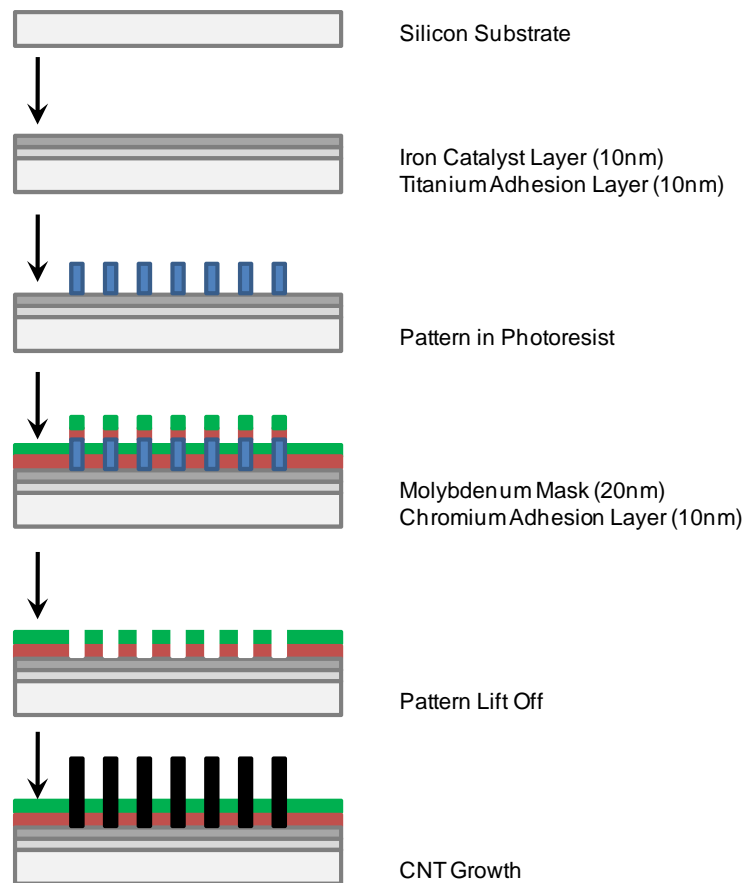 Silicon Substrate
Iron Catalyst Layer (10nm)
Titanium Adhesion Layer (10nm)
Pattern in Photoresist
Molybdenum Mask (20nm)
Chromium Adhesion Layer (10nm)
Pattern Lift Off
CNT Growth